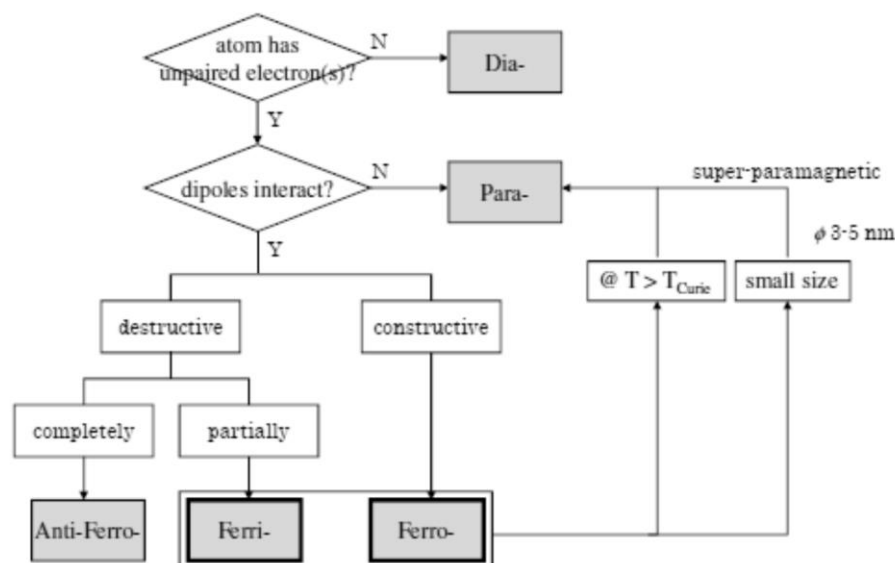 atom has
unpaired electron(s)?
N
Dia-
Y
dipoles interact?
N
Para-
super-paramagnetic
ϕ 3-5 nm
Y
@ T > T_Curie
small size
destructive
constructive
completely
partially
Anti-Ferro-
Ferri-
Ferro-